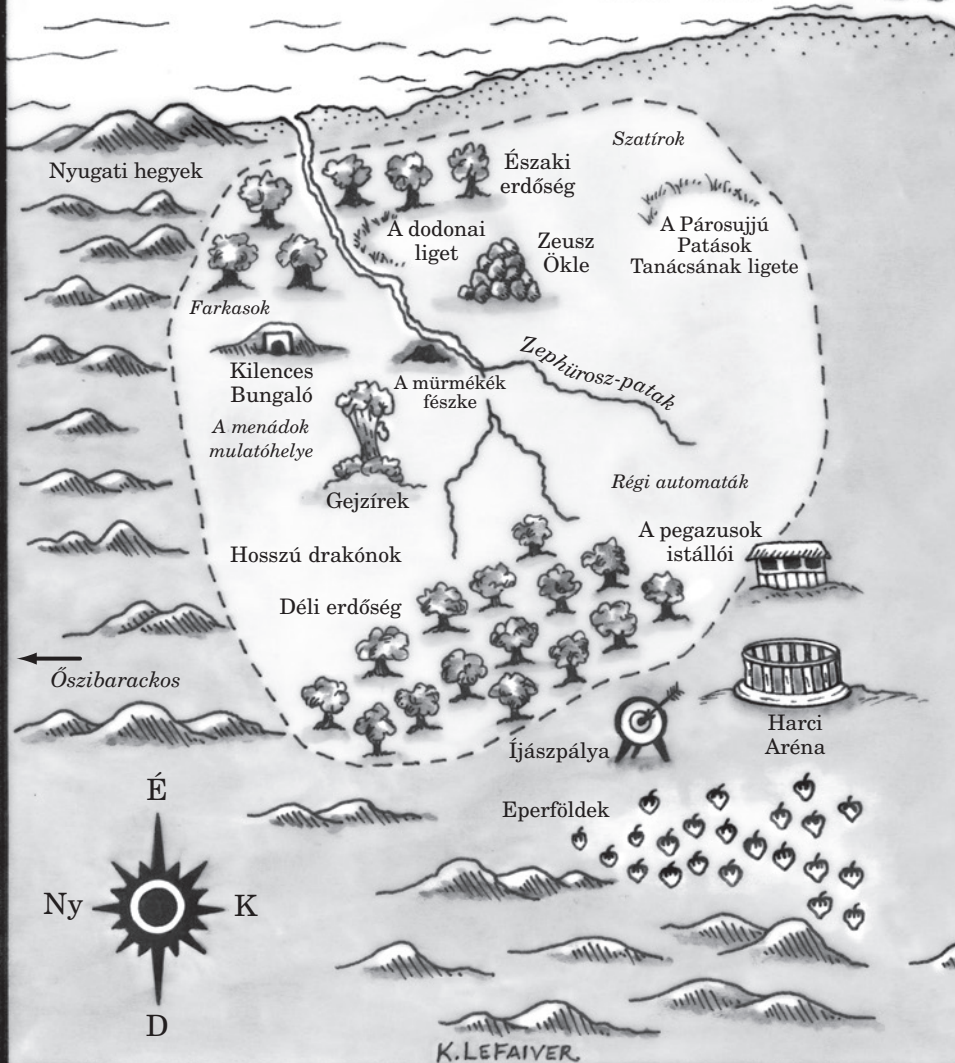 Szatírok
Nyugati hegyek
Északi
erdőség
A dodonai
liget
Zeusz
Ökle
A Párosujjú
Patások
Tanácsának ligete
Farkasok
Kilences
Bungaló
A mürmékék
fészke
Zephürosz-patak
A menádok
mulatóhelye
Gejzírek
Régi automaták
Hosszú drakónok
A pegazusok
istállói
Déli erdőség
Őszibarackos
Íjászpálya
Harci
Aréna
Eperföldek
É
Ny
K
D
K. LEFAIVER